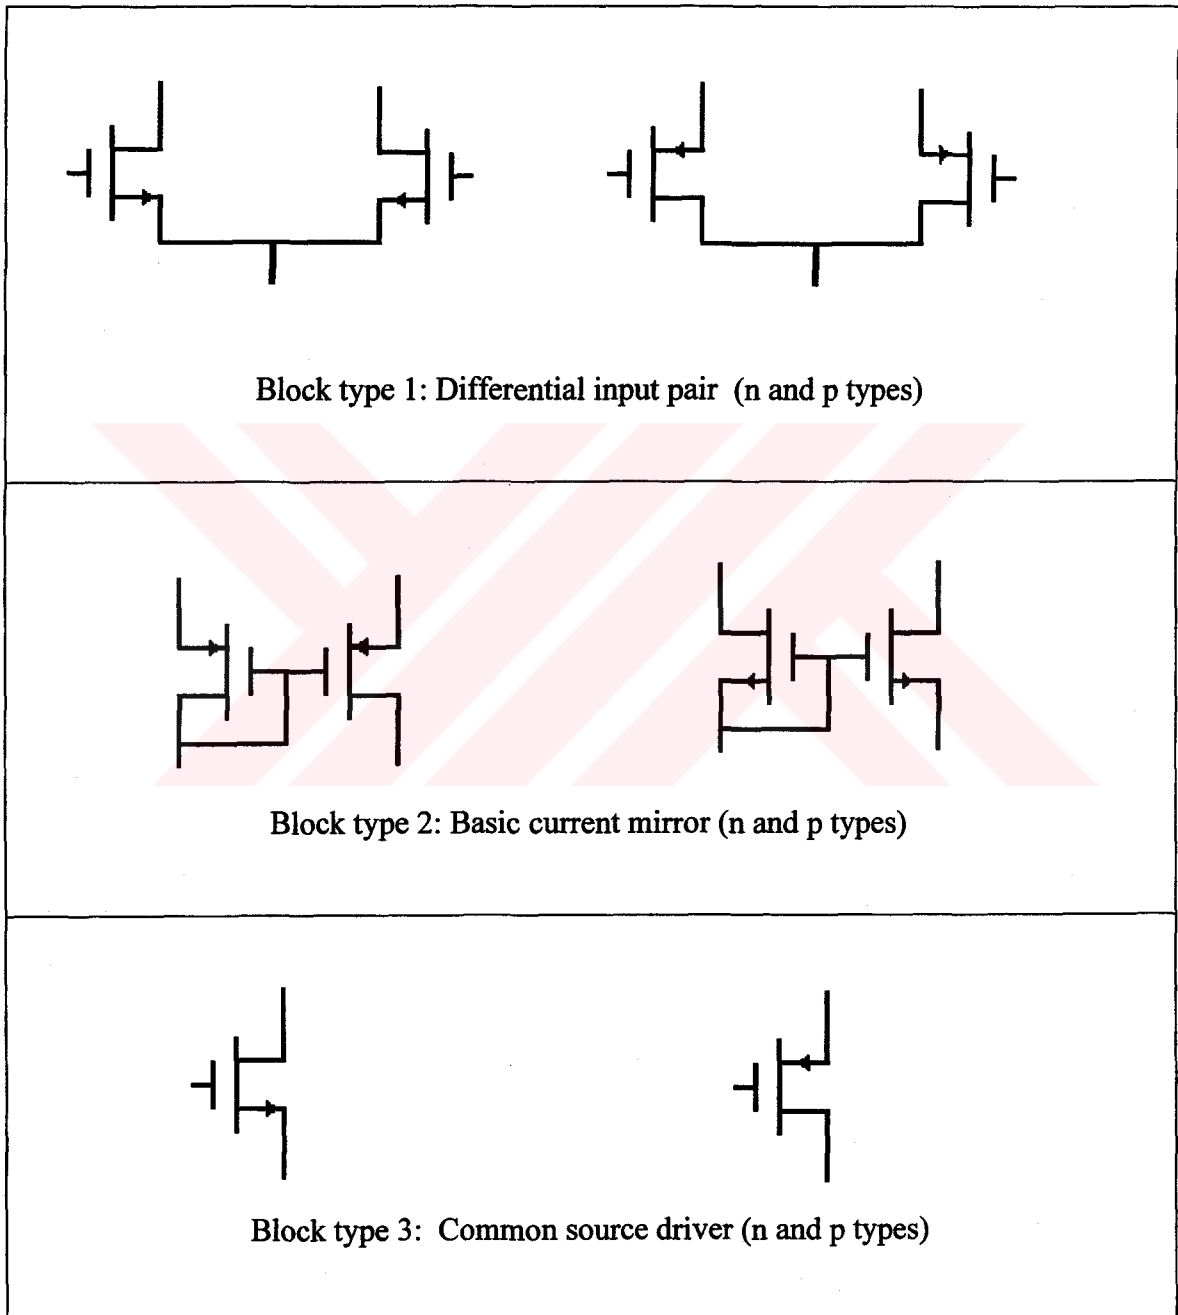 Block type 1: Differential input pair (n and p types)
Block type 2: Basic current mirror (n and p types)
Block type 3: Common source driver (n and p types)